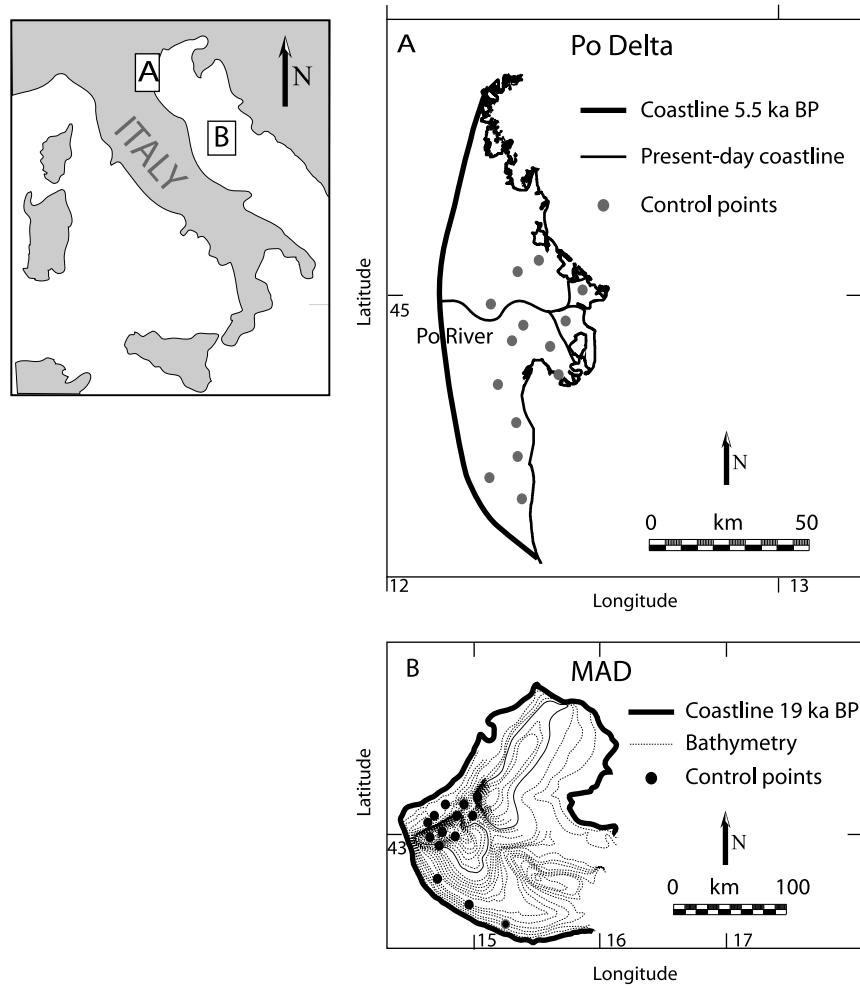 A
B
N
ITALY
A
Po Delta
Coastline 5.5 ka BP
Present-day coastline
Control points
Latitude
45
Po River
N
0 km 50
12
13
Longitude
B
MAD
Coastline 19 ka BP
Bathymetry
Control points
Latitude
43
N
0 km 100
15
16
17
Longitude